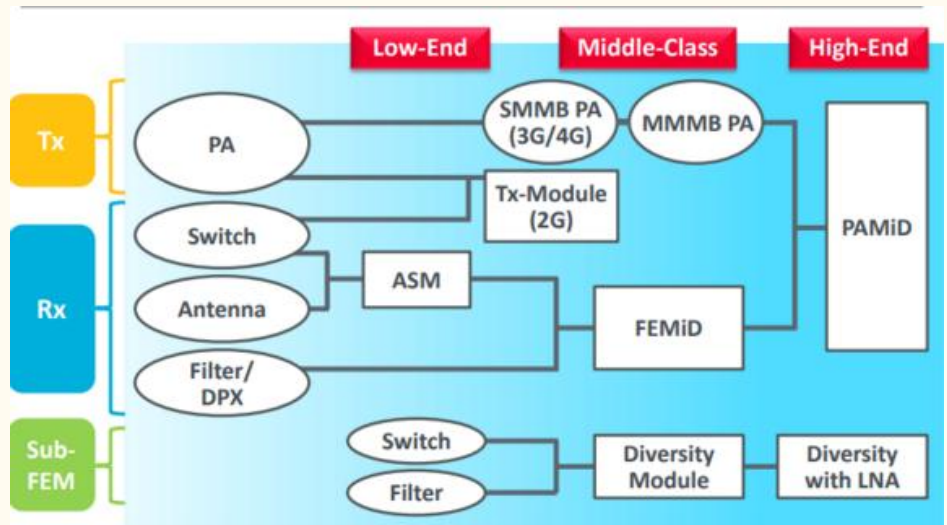 Low-End
Middle-Class
High-End
Tx
PA
SMMB PA
(3G/4G)
MMMB PA
Tx-Module
(2G)
PAMiD
Rx
Switch
Antenna
Filter/
DPX
ASM
FEMiD
Sub-
FEM
Switch
Filter
Diversity
Module
Diversity
with LNA